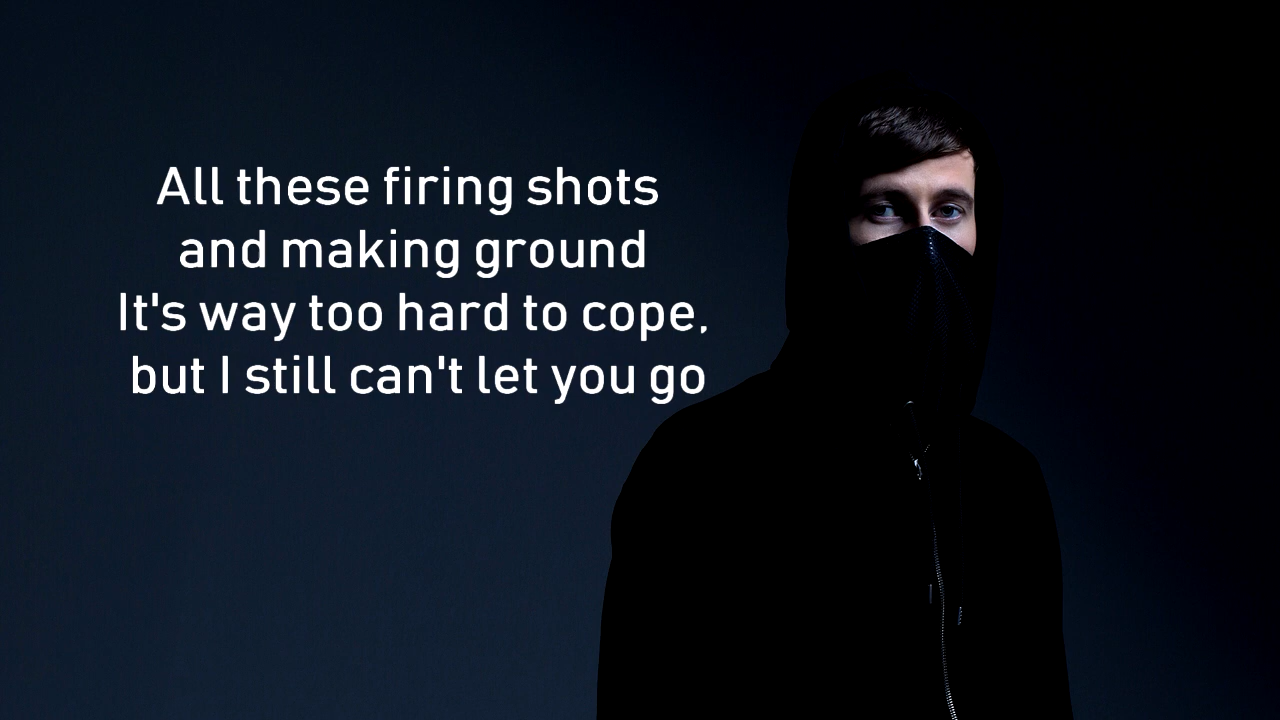 All these firing shots
and making ground
It's way too hard to cope,
but I still can't let you go